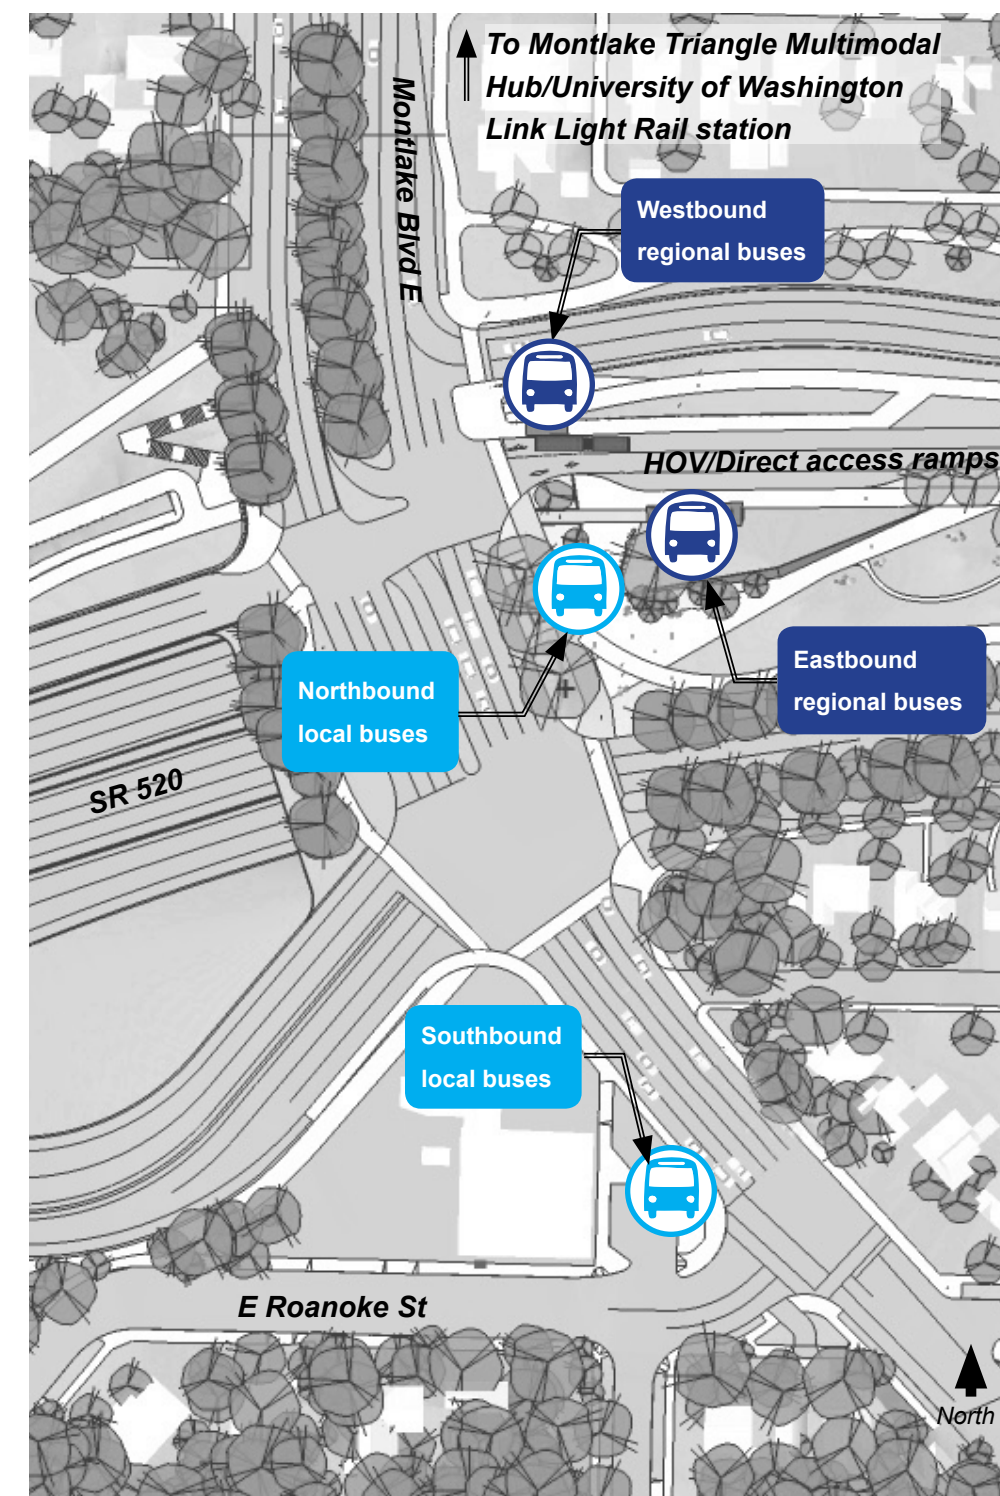 To Montlake Triangle Multimodal
Hub/University of Washington
Link Light Rail station
Montlake Blvd E
Westbound
regional buses
HOV/Direct access ramps
Eastbound
regional buses
Northbound
local buses
SR 520
Southbound
local buses
E Roanoke St
North